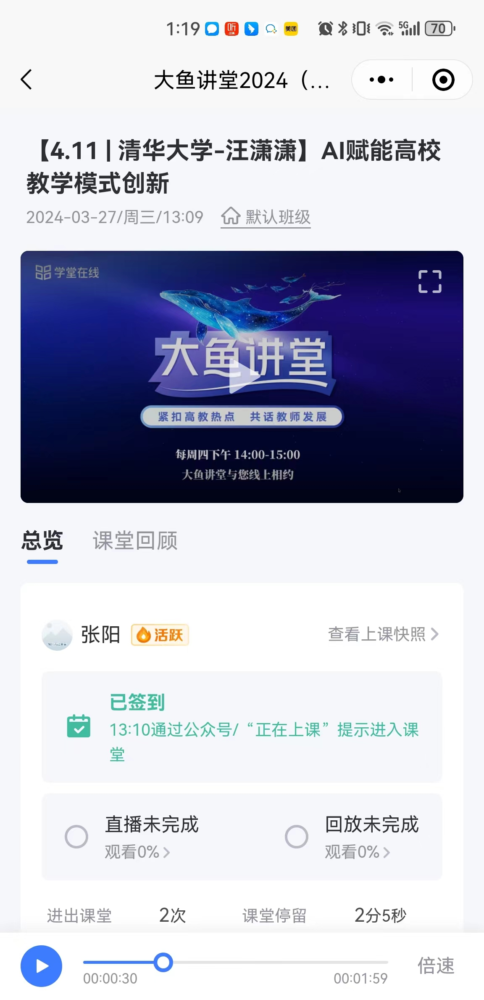 1:19
听
美团
5G
70
大鱼讲堂2024（...
【4.11 | 清华大学-汪潇潇】AI赋能高校
教学模式创新
2024-03-27/周三/13:09 默认班级
学堂在线
大鱼讲堂
紧扣高教热点 共话教师发展
每周四下午 14:00-15:00
大鱼讲堂与您线上相约
总览 课堂回顾
张阳 活跃 查看上课快照
已签到
13:10通过公众号/“正在上课”提示进入课
堂
直播未完成 回放未完成
观看0% 观看0%
进出课堂 2次 课堂停留 2分5秒
00:00:30 00:01:59 倍速